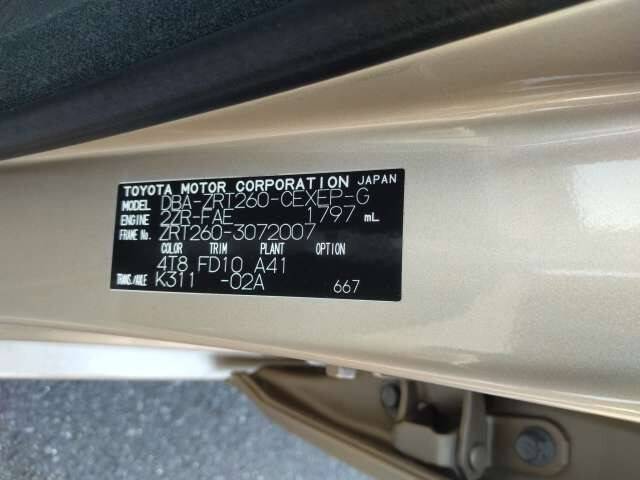 TOYOTA MOTOR CORPORATION JAPAN
MODEL DBA-ZRT260-CEXEP-G
ENGINE 2ZR-FAE 1797 mL
FRAME No. ZRT260-3072007
COLOR TRIM PLANT OPTION
4T8 FD10 A41
TRANS./AXLE K311 -02A 667